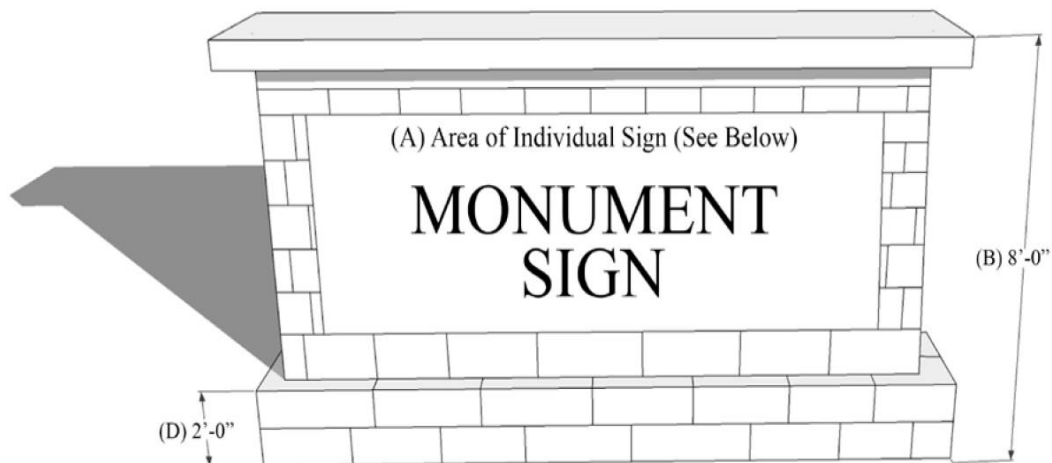 (A) Area of Individual Sign (See Below)
MONUMENT
SIGN
(B) 8’-0”
(D) 2’-0”